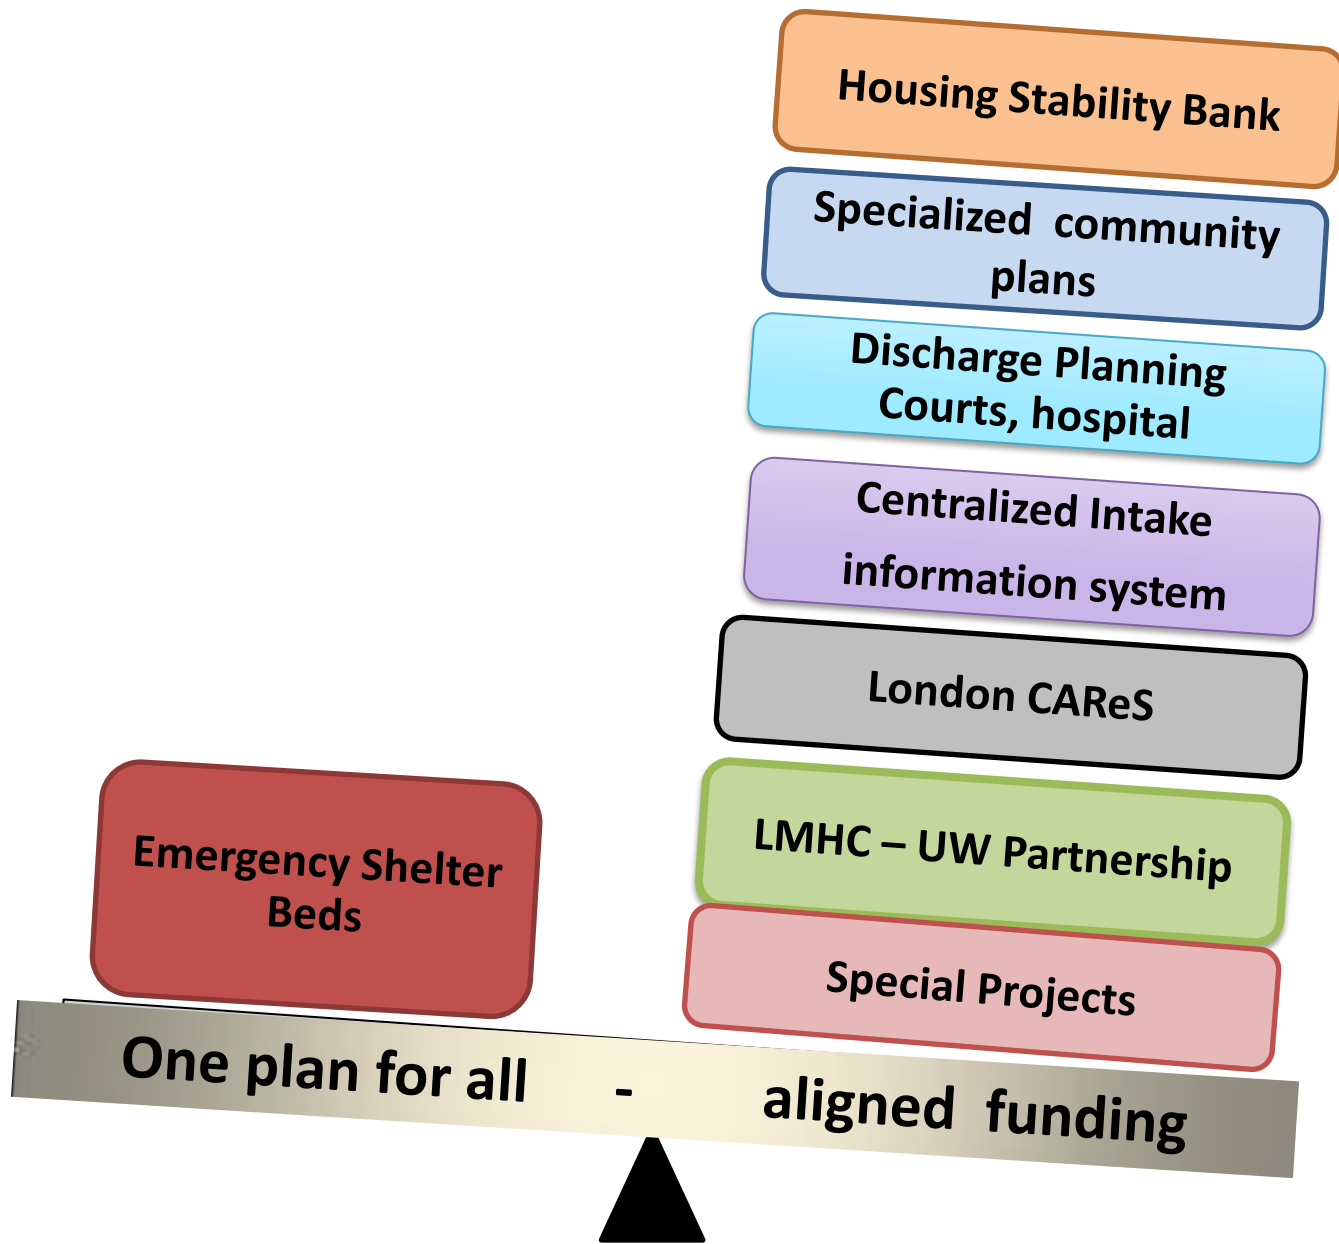 Housing Stability Bank
Specialized community
plans
Discharge Planning
Courts, hospital
Centralized Intake
information system
London CAReS
LMHC – UW Partnership
Special Projects
Emergency Shelter
Beds
One plan for all - aligned funding